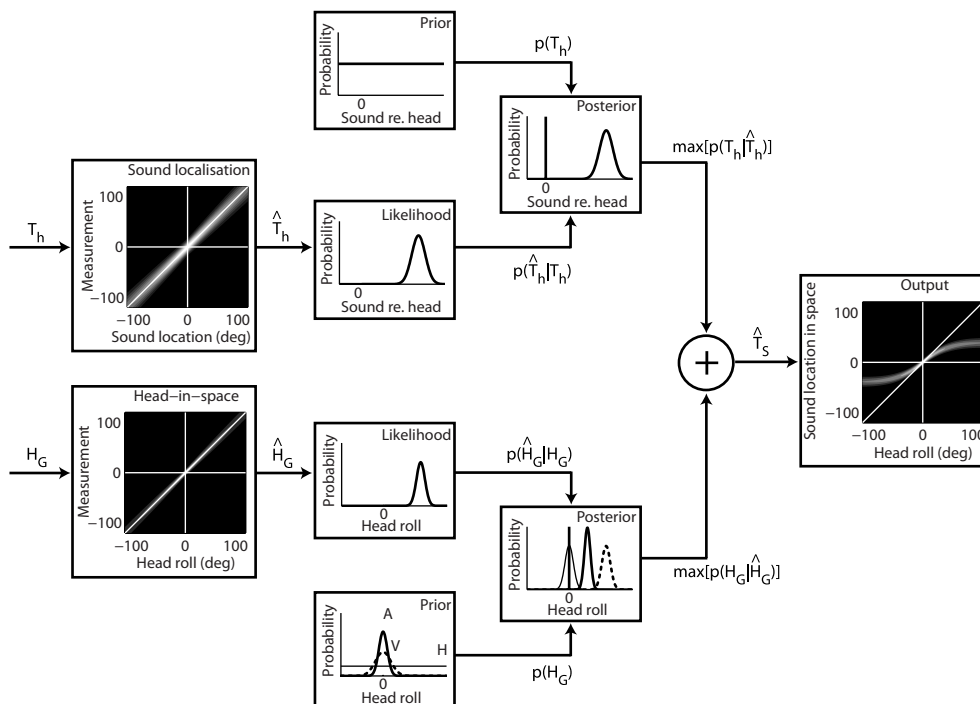 Prior
Probability
0
Sound re. head
p(T_h)
Posterior
Probability
0
Sound re. head
max[p(T_h|T̂_h)]
Sound localisation
T_h
Measurement
100
0
−100
−100 0 100
Sound location (deg)
T̂_h
Likelihood
Probability
0
Sound re. head
p(T̂_h|T_h)
+
T̂_S
Output
Sound location in space
100
0
−100
−100 0 100
Head roll (deg)
Head−in−space
H_G
Measurement
100
0
−100
−100 0 100
Head roll (deg)
Ĥ_G
Likelihood
Probability
0
Head roll
p(Ĥ_G|H_G)
Posterior
Probability
0
Head roll
max[p(H_G|Ĥ_G)]
Prior
Probability
A
V
H
0
Head roll
p(H_G)